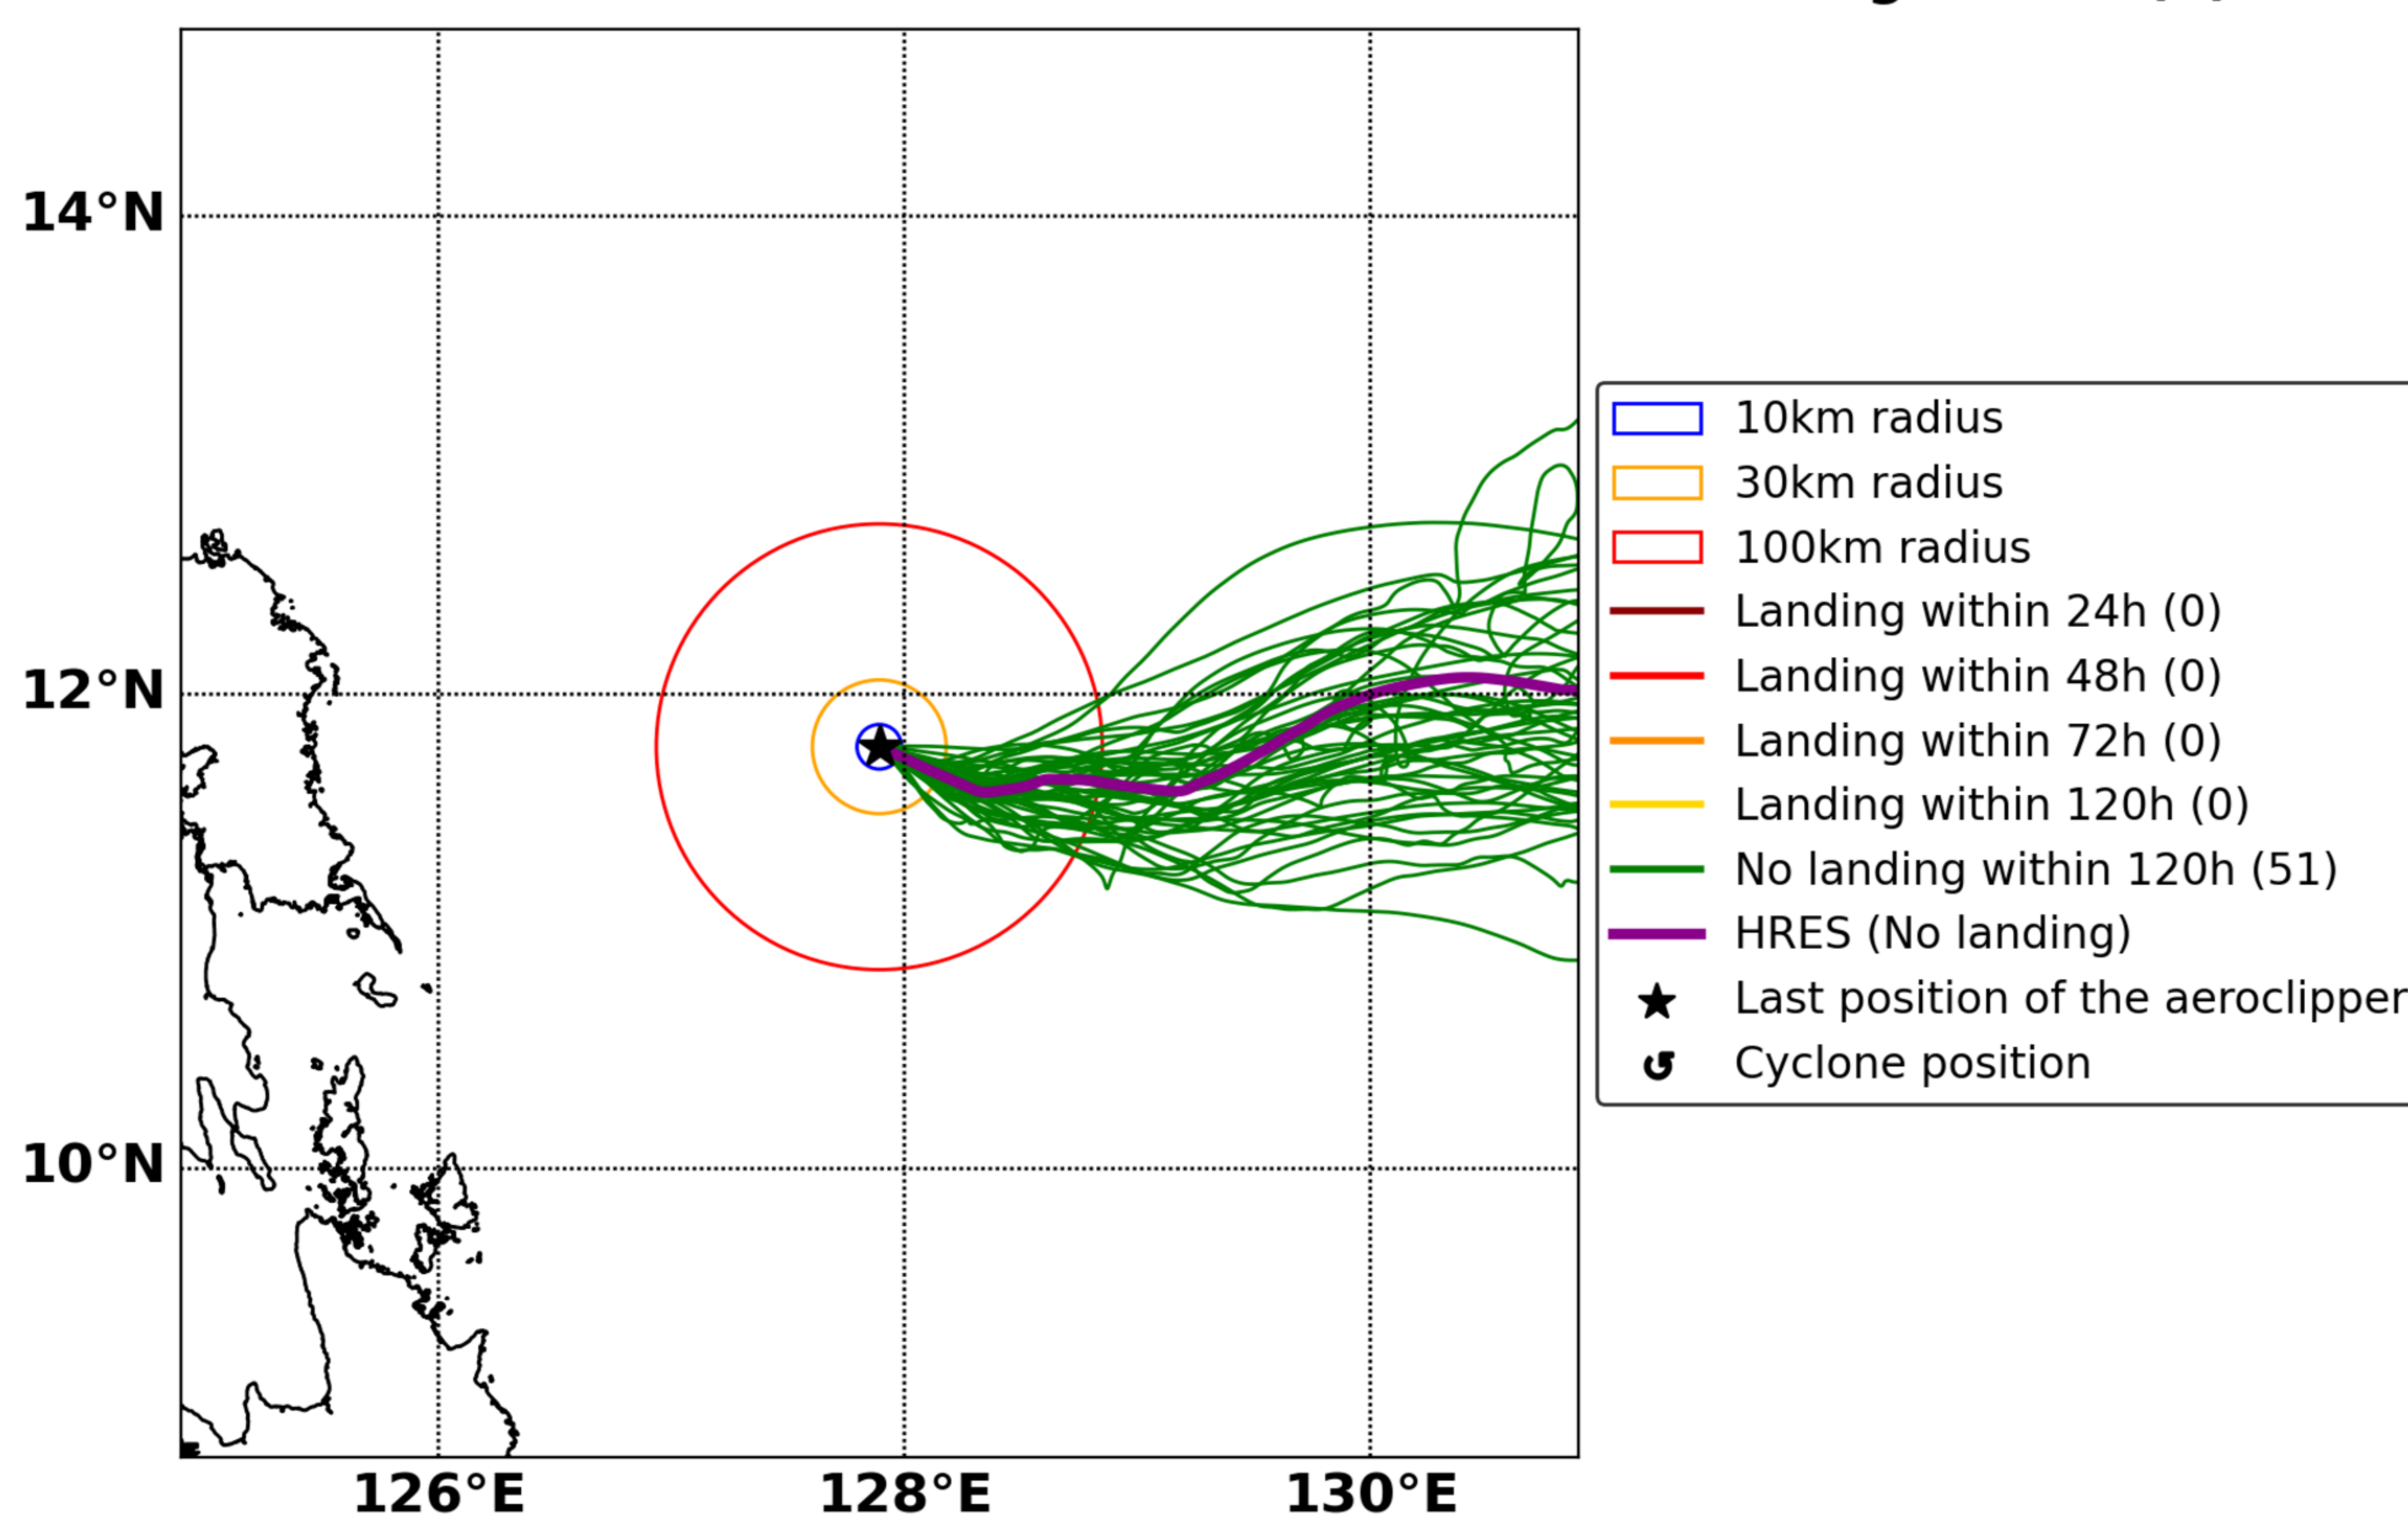 14°N
12°N
10°N
126°E
128°E
130°E
10km radius
30km radius
100km radius
Landing within 24h (0)
Landing within 48h (0)
Landing within 72h (0)
Landing within 120h (0)
No landing within 120h (51)
HRES (No landing)
Last position of the aeroclipper
Cyclone position